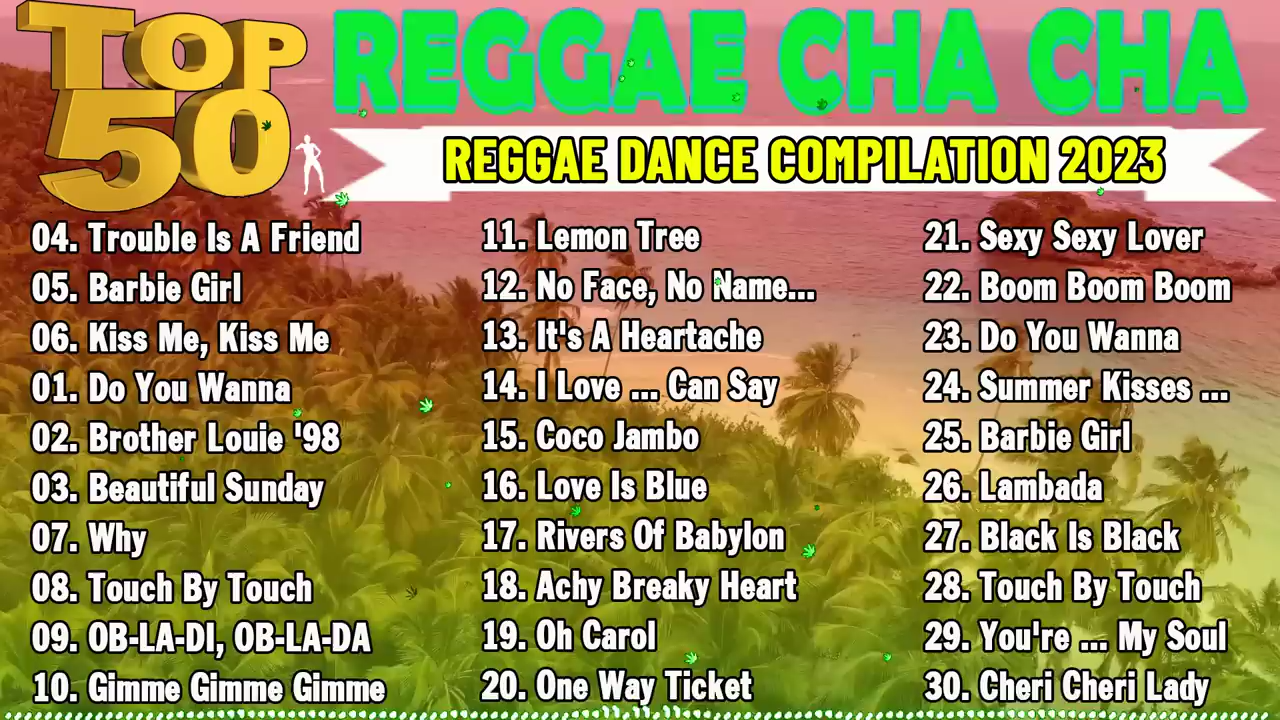 TOP
50
REGGAE CHA CHA
REGGAE DANCE COMPILATION 2023
04. Trouble Is A Friend
05. Barbie Girl
06. Kiss Me, Kiss Me
01. Do You Wanna
02. Brother Louie '98
03. Beautiful Sunday
07. Why
08. Touch By Touch
09. OB-LA-DI, OB-LA-DA
10. Gimme Gimme Gimme
11. Lemon Tree
12. No Face, No Name...
13. It's A Heartache
14. I Love ... Can Say
15. Coco Jambo
16. Love Is Blue
17. Rivers Of Babylon
18. Achy Breaky Heart
19. Oh Carol
20. One Way Ticket
21. Sexy Sexy Lover
22. Boom Boom Boom
23. Do You Wanna
24. Summer Kisses ...
25. Barbie Girl
26. Lambada
27. Black Is Black
28. Touch By Touch
29. You're ... My Soul
30. Cheri Cheri Lady